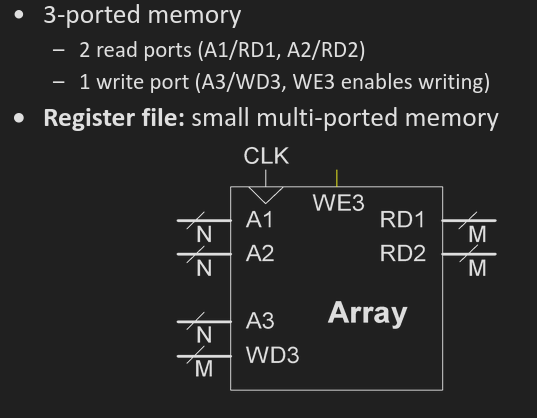 • 3-ported memory
– 2 read ports (A1/RD1, A2/RD2)
– 1 write port (A3/WD3, WE3 enables writing)
• Register file: small multi-ported memory
CLK
WE3
A1 RD1
N M
A2 RD2
N M
Array
A3
N
WD3
M